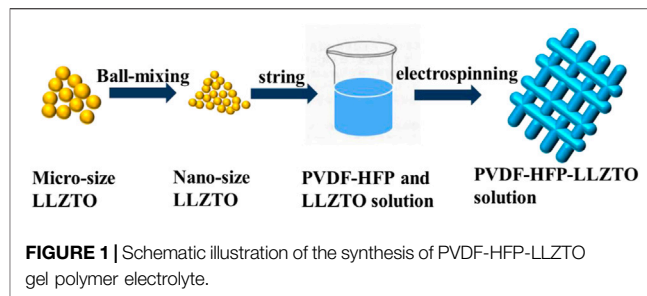 Ball-mixing
string
electrospinning
Micro-size
LLZTO
Nano-size
LLZTO
PVDF-HFP and
LLZTO solution
PVDF-HFP-LLZTO
solution
FIGURE 1 | Schematic illustration of the synthesis of PVDF-HFP-LLZTO
gel polymer electrolyte.